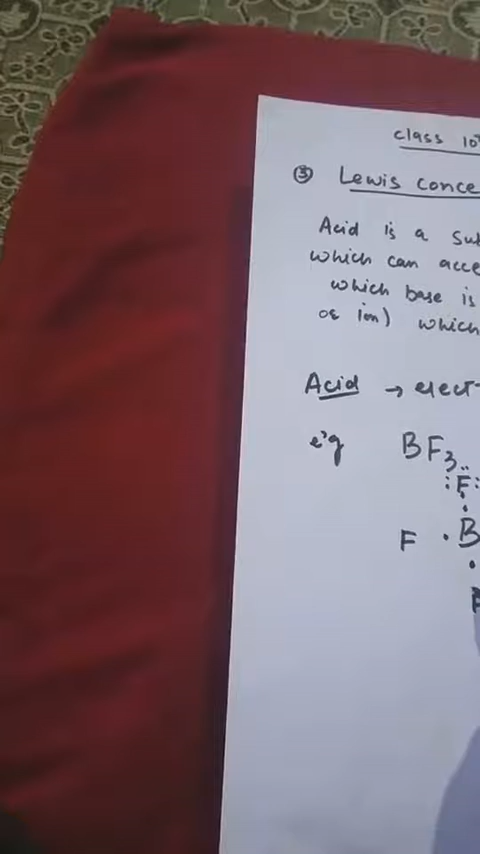 class 10
③ Lewis conce
Acid is a sub
which can acce
which base is
or ion) which
Acid → elect
e'g BF3
:F:
F · B
F